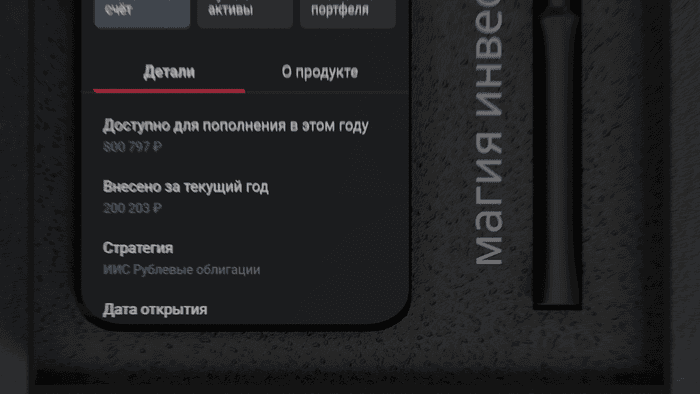 счёт
активы
портфеля
Детали
О продукте
Доступно для пополнения в этом году
800 797 ₽
Внесено за текущий год
200 203 ₽
Стратегия
ИИС Рублевые облигации
Дата открытия
магия